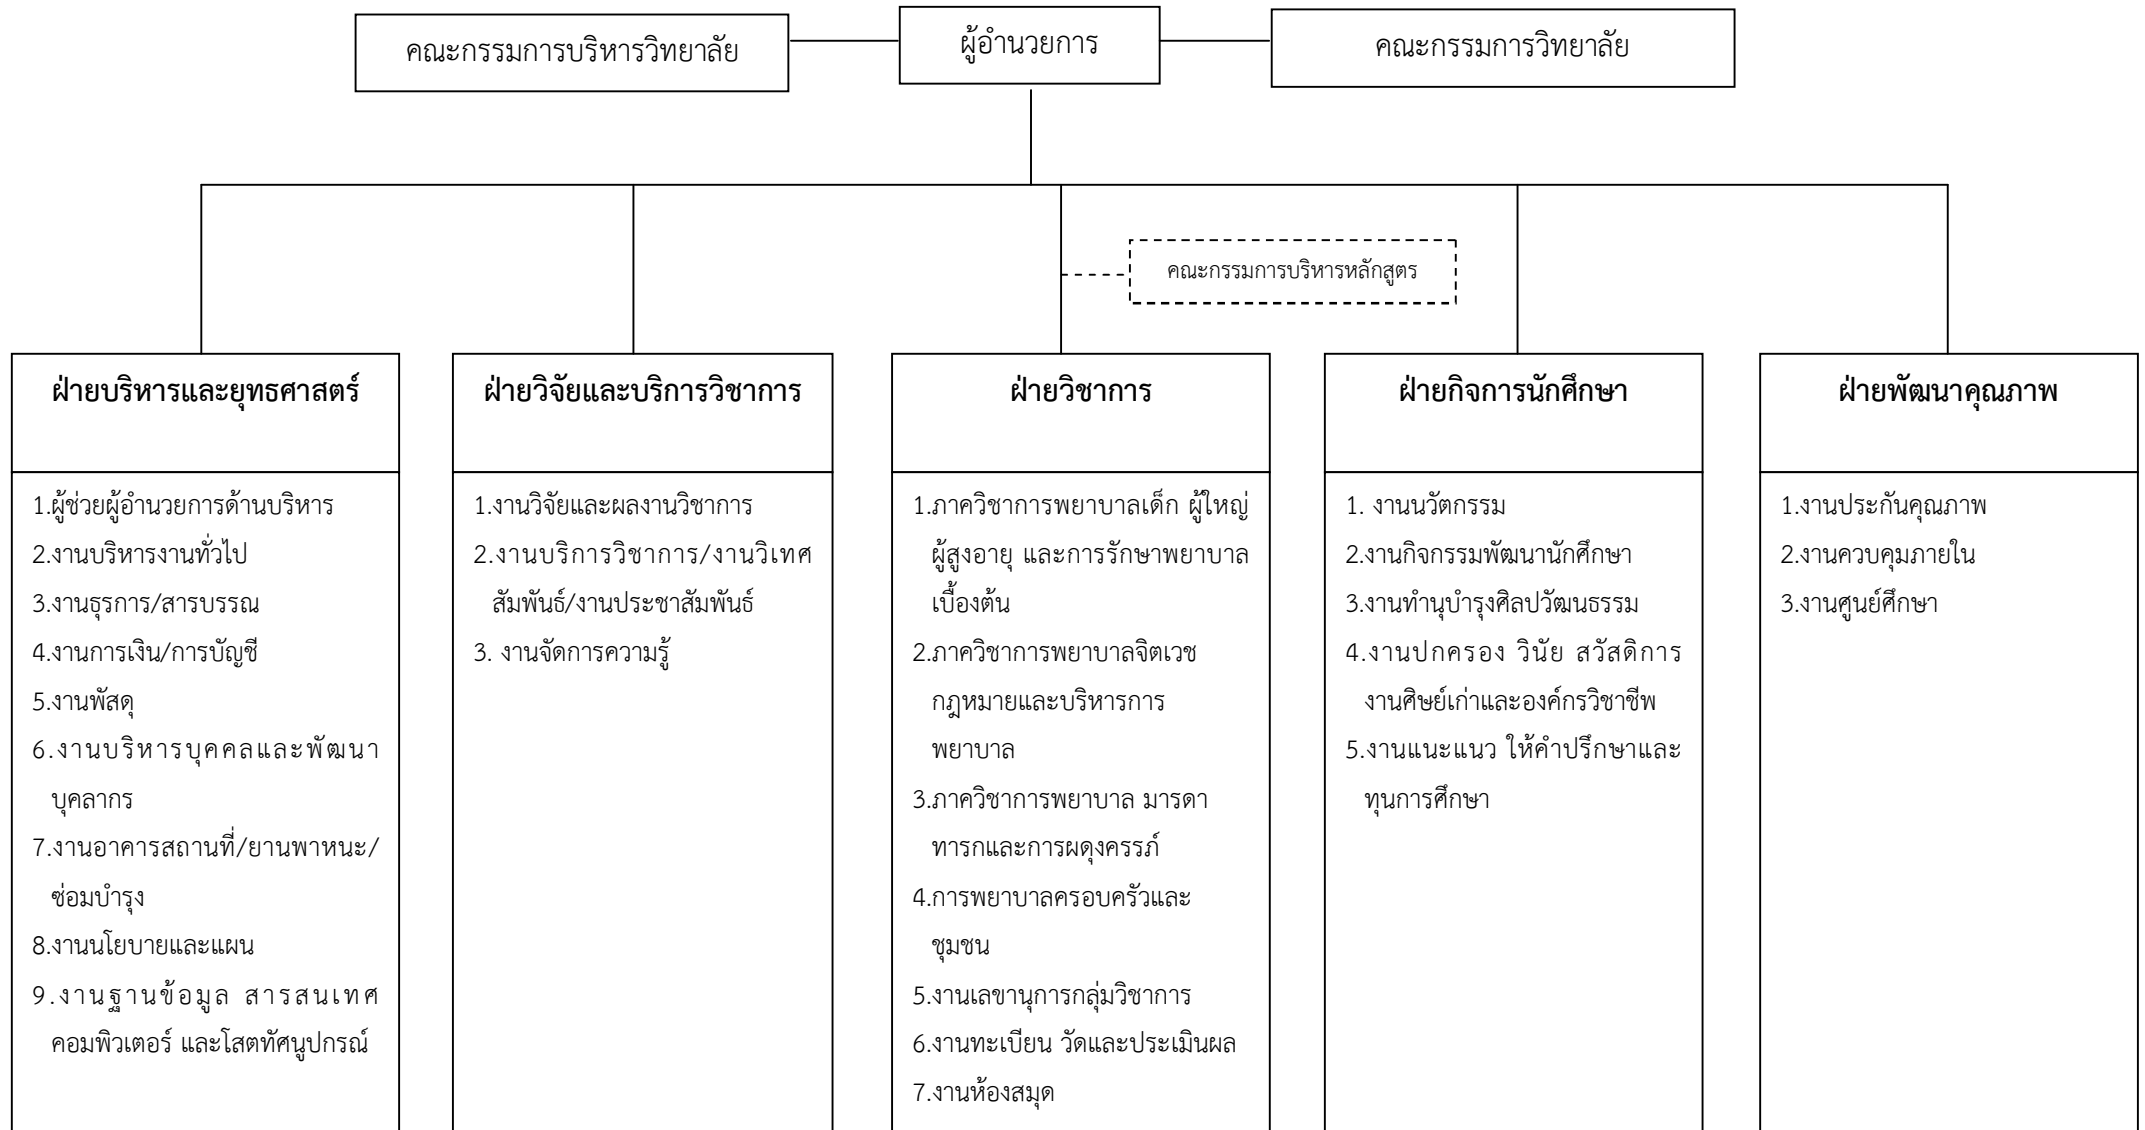 คณะกรรมการบริหารวิทยาลัย
ผู้อำนวยการ
คณะกรรมการวิทยาลัย
คณะกรรมการบริหารหลักสูตร
ฝ่ายบริหารและยุทธศาสตร์
1.ผู้ช่วยผู้อำนวยการด้านบริหาร
2.งานบริหารงานทั่วไป
3.งานธุรการ/สารบรรณ
4.งานการเงิน/การบัญชี
5.งานพัสดุ
6.งานบริหารบุคคลและพัฒนา
บุคลากร
7.งานอาคารสถานที่/ยานพาหนะ/
ซ่อมบำรุง
8.งานนโยบายและแผน
9.งานฐานข้อมูล สารสนเทศ
คอมพิวเตอร์ และโสตทัศนูปกรณ์
ฝ่ายวิจัยและบริการวิชาการ
1.งานวิจัยและผลงานวิชาการ
2.งานบริการวิชาการ/งานวิเทศ
สัมพันธ์/งานประชาสัมพันธ์
3. งานจัดการความรู้
ฝ่ายวิชาการ
1.ภาควิชาการพยาบาลเด็ก ผู้ใหญ่
ผู้สูงอายุ และการรักษาพยาบาล
เบื้องต้น
2.ภาควิชาการพยาบาลจิตเวช
กฎหมายและบริหารการ
พยาบาล
3.ภาควิชาการพยาบาล มารดา
ทารกและการผดุงครรภ์
4.การพยาบาลครอบครัวและ
ชุมชน
5.งานเลขานุการกลุ่มวิชาการ
6.งานทะเบียน วัดและประเมินผล
7.งานห้องสมุด
ฝ่ายกิจการนักศึกษา
1. งานนวัตกรรม
2.งานกิจกรรมพัฒนานักศึกษา
3.งานทำนุบำรุงศิลปวัฒนธรรม
4.งานปกครอง วินัย สวัสดิการ
งานศิษย์เก่าและองค์กรวิชาชีพ
5.งานแนะแนว ให้คำปรึกษาและ
ทุนการศึกษา
ฝ่ายพัฒนาคุณภาพ
1.งานประกันคุณภาพ
2.งานควบคุมภายใน
3.งานศูนย์ศึกษา